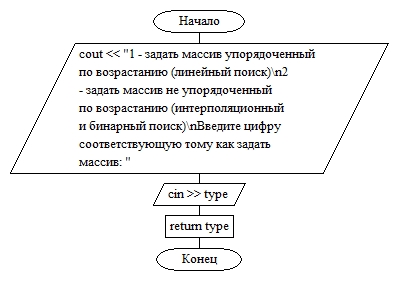 Начало
cout << "1 - задать массив упорядоченный
по возрастанию (линейный поиск)\n2
- задать массив не упорядоченный
по возрастанию (интерполяционный
и бинарный поиск)\nВведите цифру
соответствующую тому как задать
массив: "
cin >> type
return type
Конец